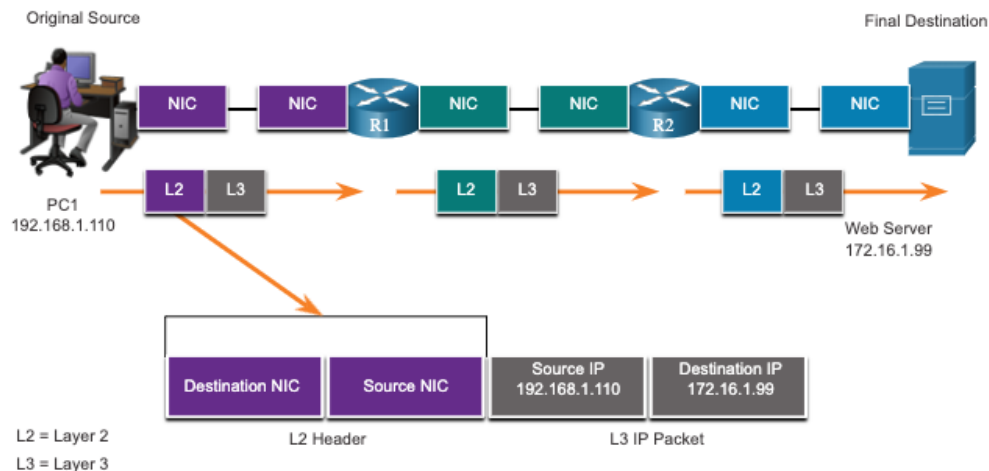 Original Source
Final Destination
NIC
NIC
R1
NIC
NIC
R2
NIC
NIC
L2
L3
L2
L3
L2
L3
PC1
192.168.1.110
Web Server
172.16.1.99
Destination NIC
Source NIC
Source IP
192.168.1.110
Destination IP
172.16.1.99
L2 Header
L3 IP Packet
L2 = Layer 2
L3 = Layer 3